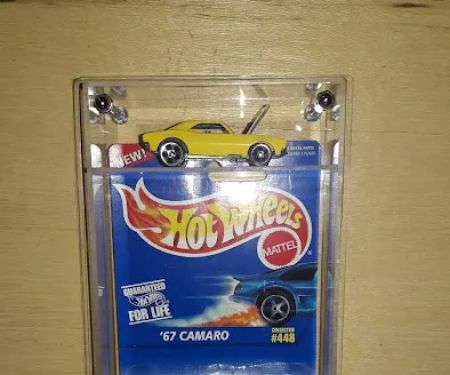 NEW!
HOT WHEELS
MATTEL
GUARANTEED
FOR LIFE
'67 CAMARO
COLLECTOR
#448